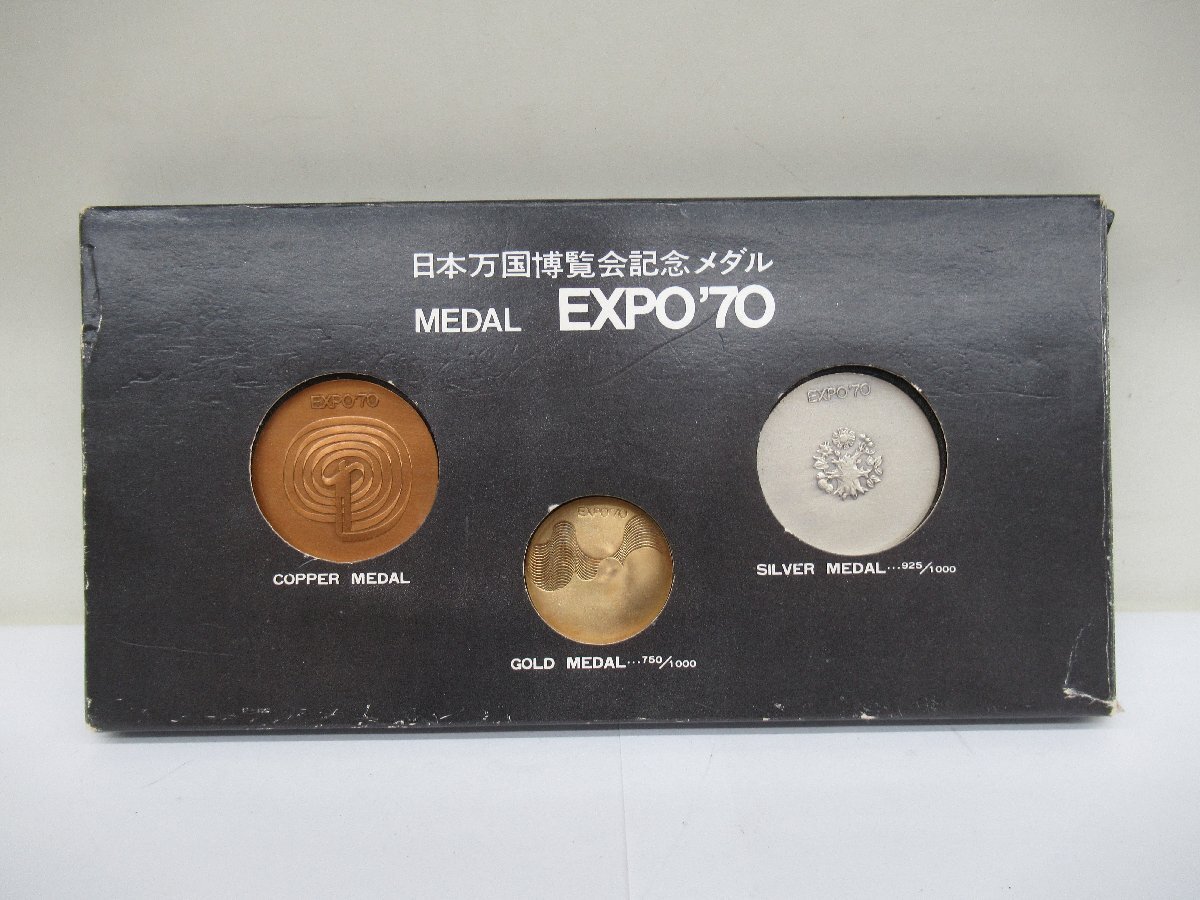 日本万国博覧会記念メダル
MEDAL EXPO'70
EXPO'70
EXPO'70
EXPO'70
COPPER MEDAL
SILVER MEDAL...925/1000
GOLD MEDAL...750/1000